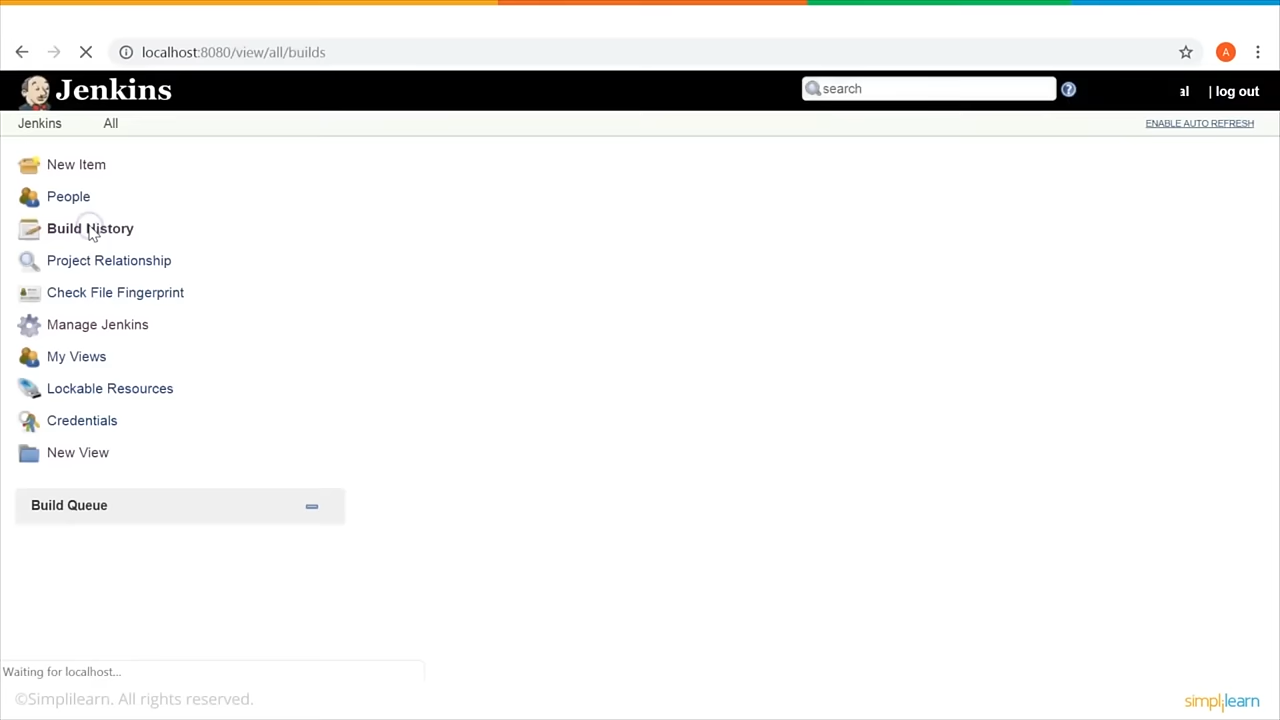 localhost:8080/view/all/builds
A
Jenkins
search
?
al | log out
Jenkins All
ENABLE AUTO REFRESH
New Item
People
Build History
Project Relationship
Check File Fingerprint
Manage Jenkins
My Views
Lockable Resources
Credentials
New View
Build Queue
Waiting for localhost...
©Simplilearn. All rights reserved.
simplilearn